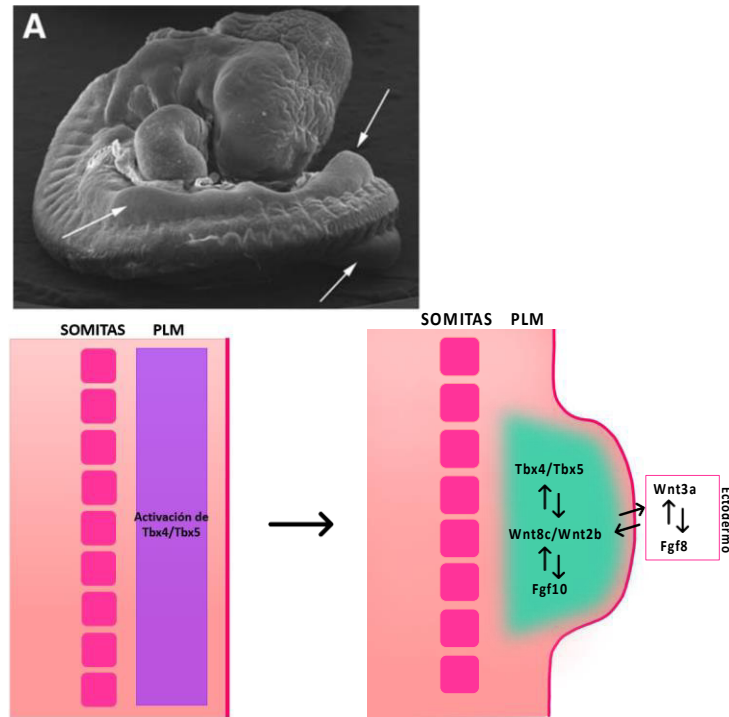 A
SOMITAS PLM
Activación de
Tbx4/Tbx5
SOMITAS PLM
Tbx4/Tbx5
Wnt8c/Wnt2b
Fgf10
Wnt3a
Fgf8
Ectodermo